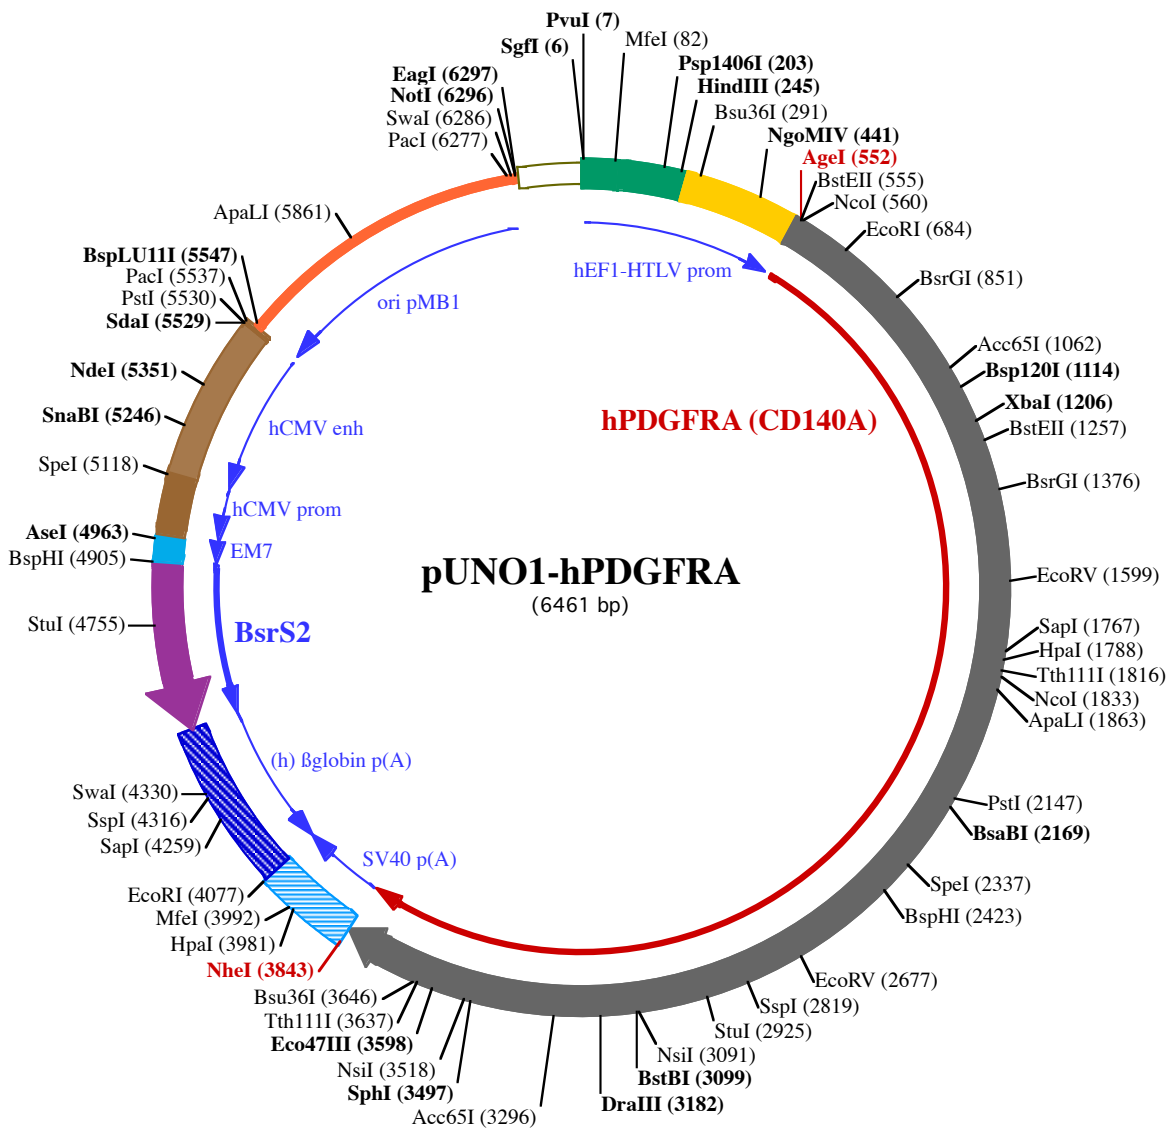 PvuI (7)
SgfI (6)
MfeI (82)
Psp1406I (203)
HindIII (245)
Bsu36I (291)
NgoMIV (441)
AgeI (552)
BstEII (555)
NcoI (560)
EcoRI (684)
BsrGI (851)
Acc65I (1062)
Bsp120I (1114)
XbaI (1206)
BstEII (1257)
BsrGI (1376)
EcoRV (1599)
SapI (1767)
HpaI (1788)
Tth111I (1816)
NcoI (1833)
ApaLI (1863)
PstI (2147)
BsaBI (2169)
SpeI (2337)
BspHI (2423)
EcoRV (2677)
SspI (2819)
StuI (2925)
NsiI (3091)
BstBI (3099)
DraIII (3182)
Acc65I (3296)
SphI (3497)
NsiI (3518)
Eco47III (3598)
Tth111I (3637)
Bsu36I (3646)
NheI (3843)
HpaI (3981)
MfeI (3992)
EcoRI (4077)
SapI (4259)
SspI (4316)
SwaI (4330)
StuI (4755)
BspHI (4905)
AseI (4963)
SpeI (5118)
SnaBI (5246)
NdeI (5351)
SdaI (5529)
PstI (5530)
PacI (5537)
BspLU11I (5547)
ApaLI (5861)
PacI (6277)
SwaI (6286)
NotI (6296)
EagI (6297)
hEF1-HTLV prom
ori pMB1
hPDGFRA (CD140A)
hCMV enh
hCMV prom
EM7
pUNO1-hPDGFRA
(6461 bp)
BsrS2
(h) ßglobin p(A)
SV40 p(A)